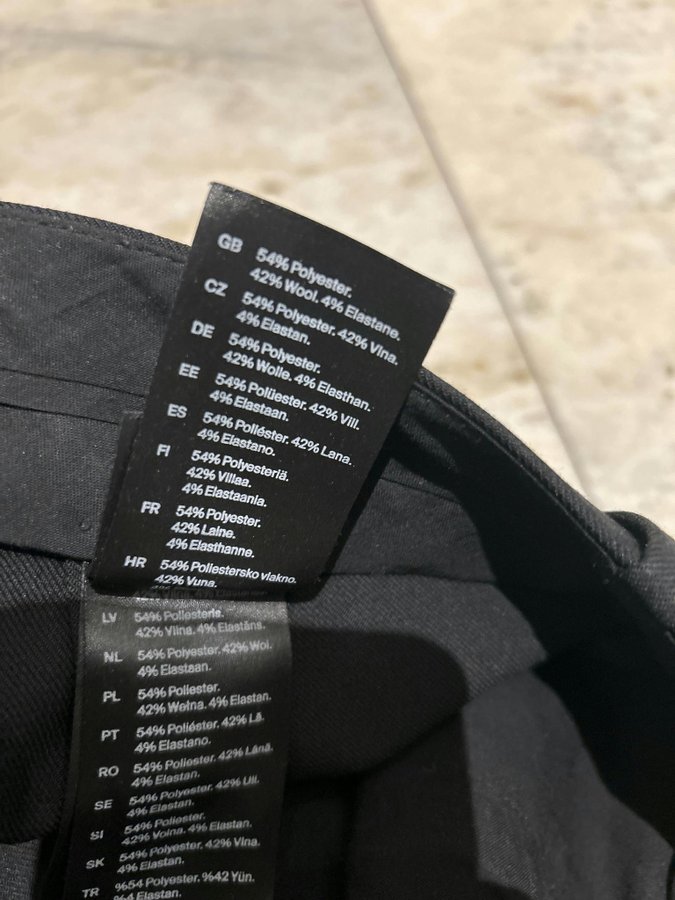 GB 54% Polyester.
42% Wool. 4% Elastane.
CZ 54% Polyester. 42% Vlna.
4% Elastan.
DE 54% Polyester.
42% Wolle. 4% Elasthan.
EE 54% Polüester. 42% Vill.
4% Elastaan.
ES 54% Poliéster. 42% Lana.
4% Elastano.
FI 54% Polyesteriä.
42% Villaa.
4% Elastaania.
FR 54% Polyester.
42% Laine.
4% Elasthanne.
HR 54% Poliestersko vlakno.
42% Vuna.
LV 54% Poliesteris.
42% Vilna. 4% Elastāns.
NL 54% Polyester. 42% Wol.
4% Elastaan.
PL 54% Poliester.
42% Wełna. 4% Elastan.
PT 54% Poliéster. 42% Lã.
4% Elastano.
RO 54% Poliester. 42% Lână.
4% Elastan.
SE 54% Polyester. 42% Ull.
4% Elastan.
SI 54% Poliester.
42% Volna. 4% Elastan.
SK 54% Polyester. 42% Vlna.
4% Elastan.
TR %54 Polyester. %42 Yün.
%4 Elastan.